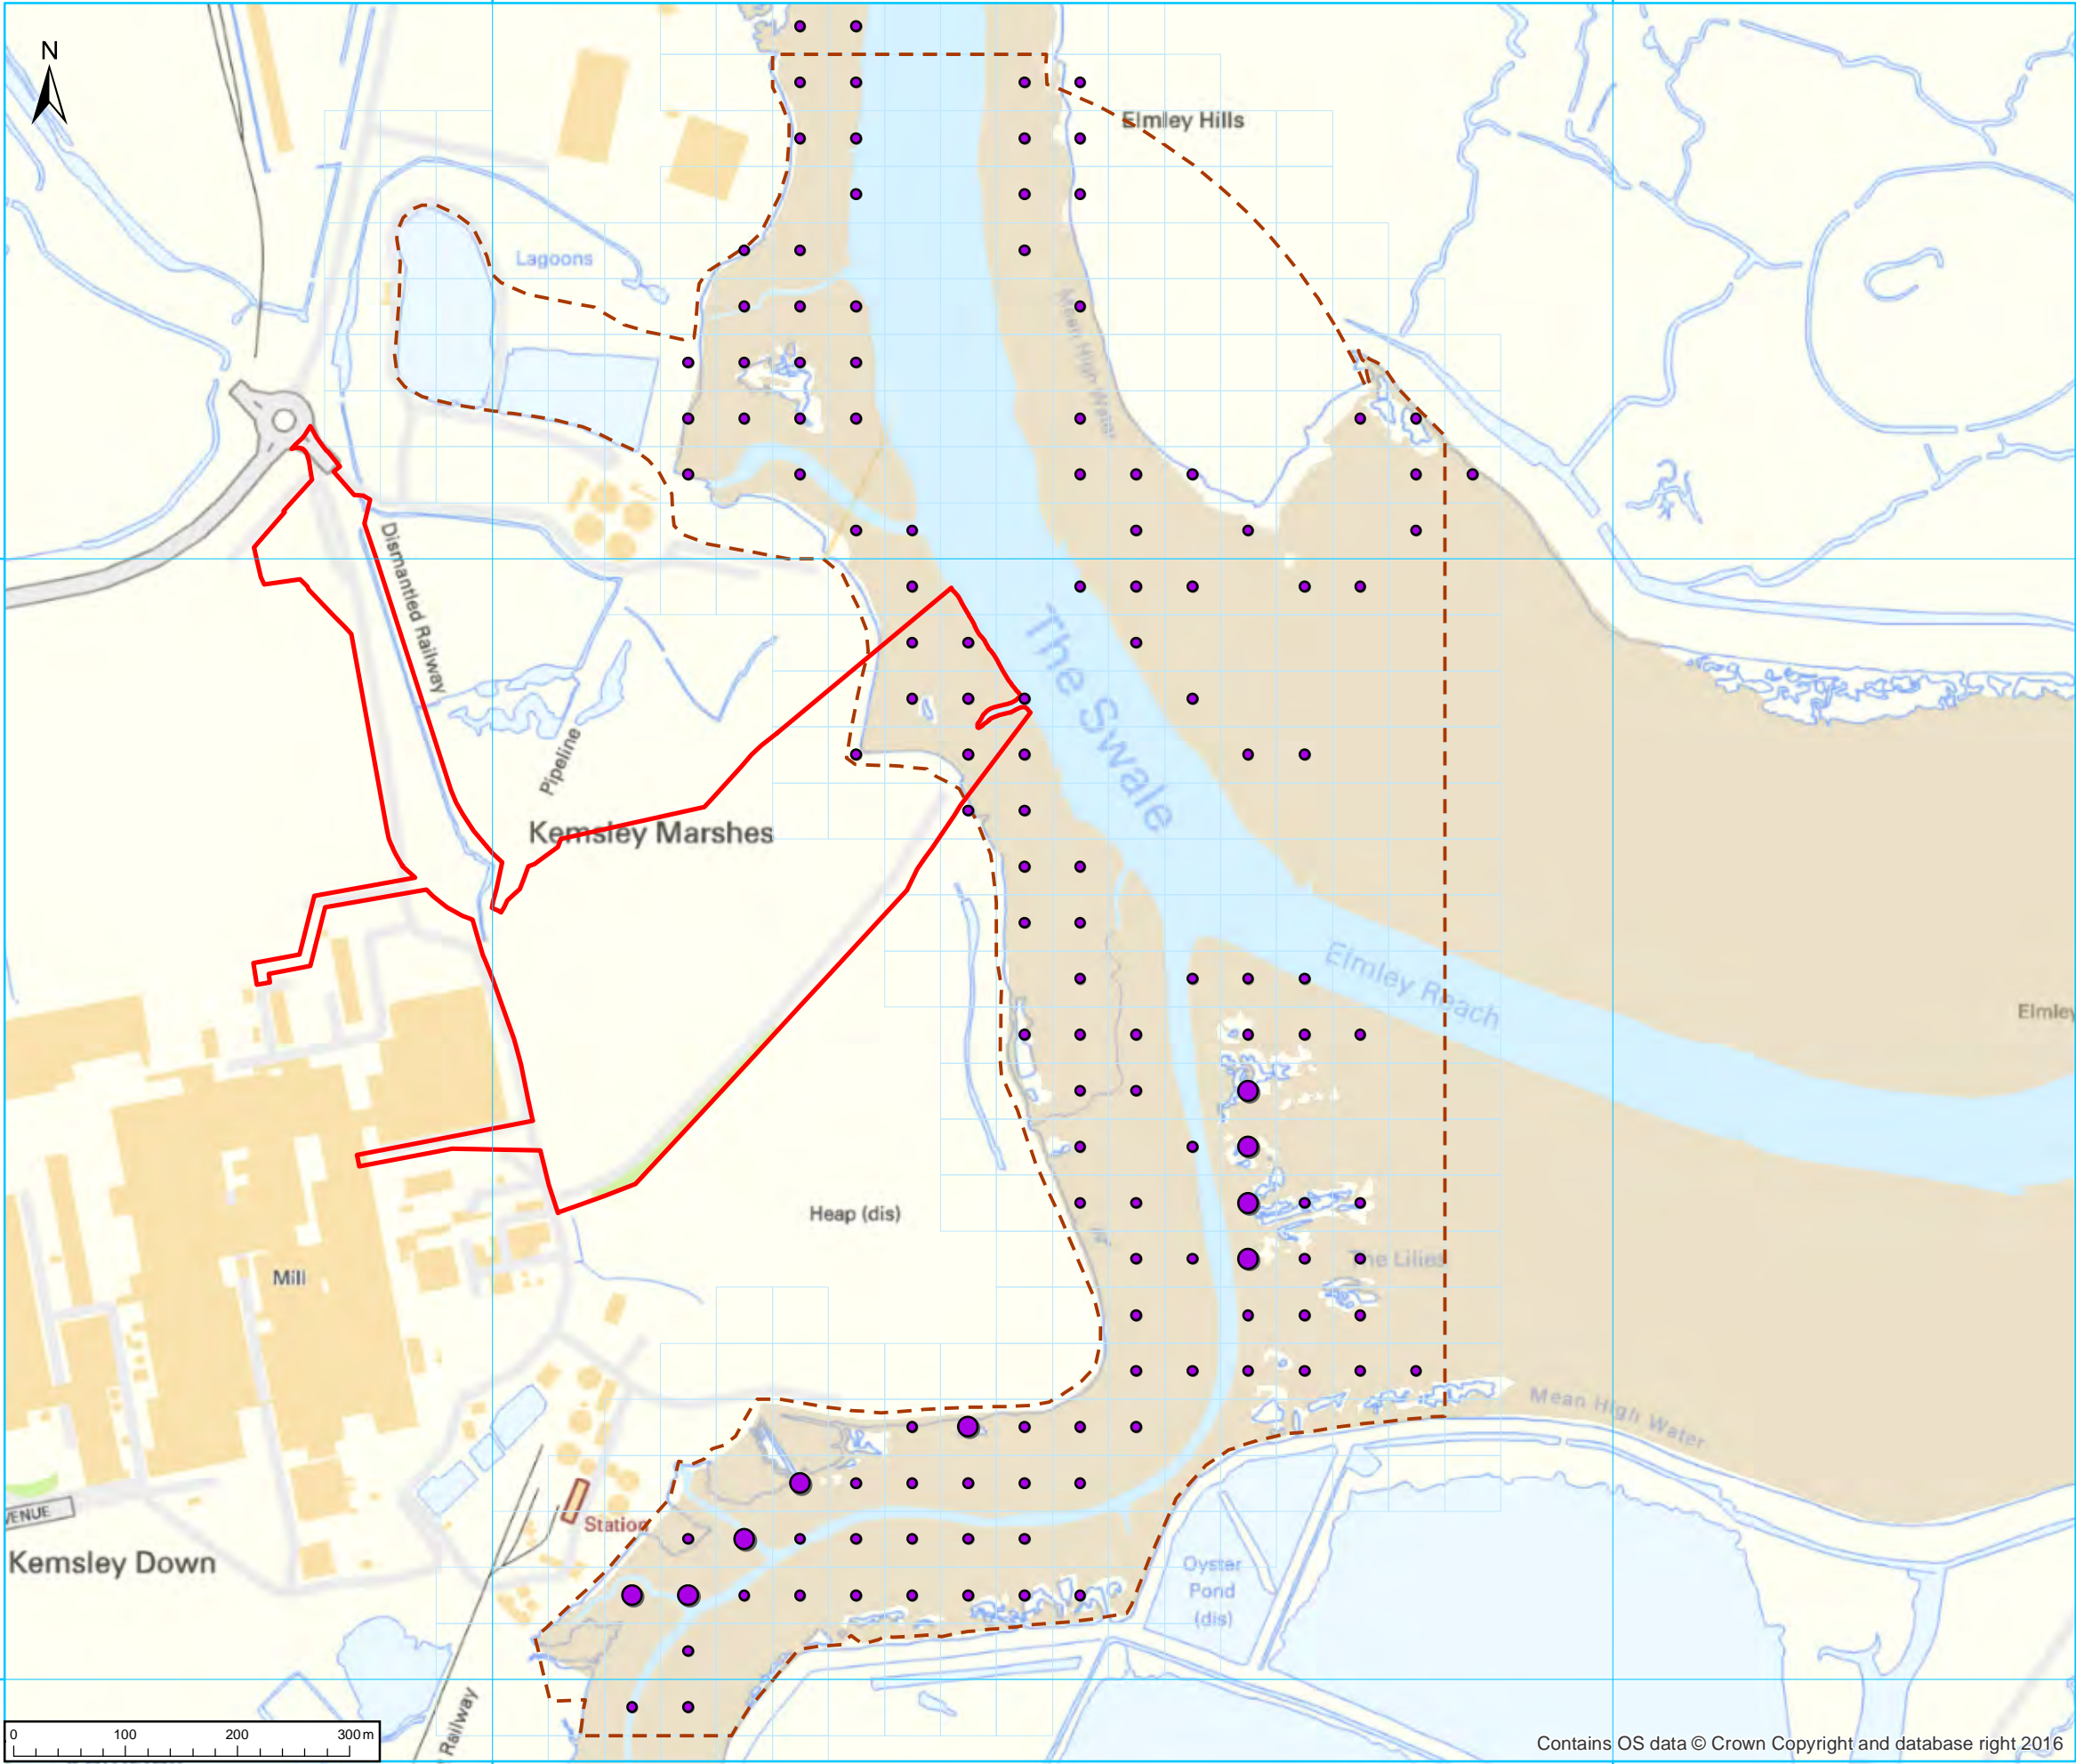 N
Elmley Hills
Lagoons
Mean High Water
Dismantled Railway
The Swale
Pipeline
Kemsley Marshes
Elmley Reach
Elmley
Heap (dis)
The Lilies
Mill
Mean High Water
VENUE
Station
Kemsley Down
Oyster
Pond
(dis)
Railway
0 100 200 300m
Contains OS data © Crown Copyright and database right 2016